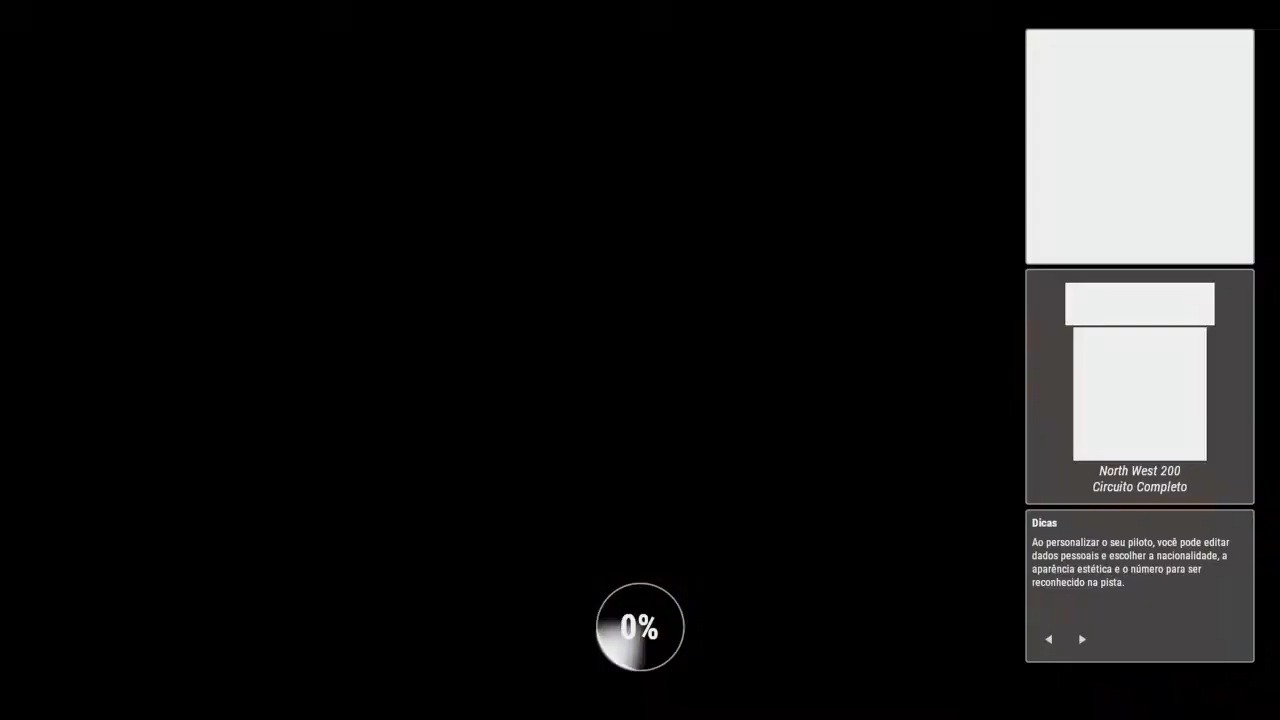 North West 200
Circuito Completo
Dicas
Ao personalizar o seu piloto, você pode editar
dados pessoais e escolher a nacionalidade, a
aparência estética e o número para ser
reconhecido na pista.
0%